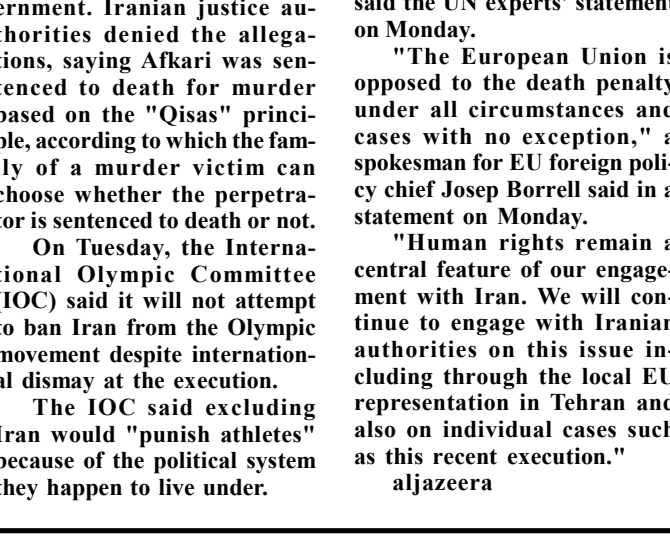 ernment. Iranian justice au-
thorities denied the allega-
tions, saying Afkari was sen-
tenced to death for murder
based on the "Qisas" princi-
ple, according to which the fam-
ily of a murder victim can
choose whether the perpetra-
tor is sentenced to death or not.
On Tuesday, the Interna-
tional Olympic Committee
(IOC) said it will not attempt
to ban Iran from the Olympic
movement despite internation-
al dismay at the execution.
The IOC said excluding
Iran would "punish athletes"
because of the political system
they happen to live under.
said the UN experts' statement
on Monday.
"The European Union is
opposed to the death penalty
under all circumstances and
cases with no exception," a
spokesman for EU foreign poli-
cy chief Josep Borrell said in a
statement on Monday.
"Human rights remain a
central feature of our engage-
ment with Iran. We will con-
tinue to engage with Iranian
authorities on this issue in-
cluding through the local EU
representation in Tehran and
also on individual cases such
as this recent execution."
aljazeera